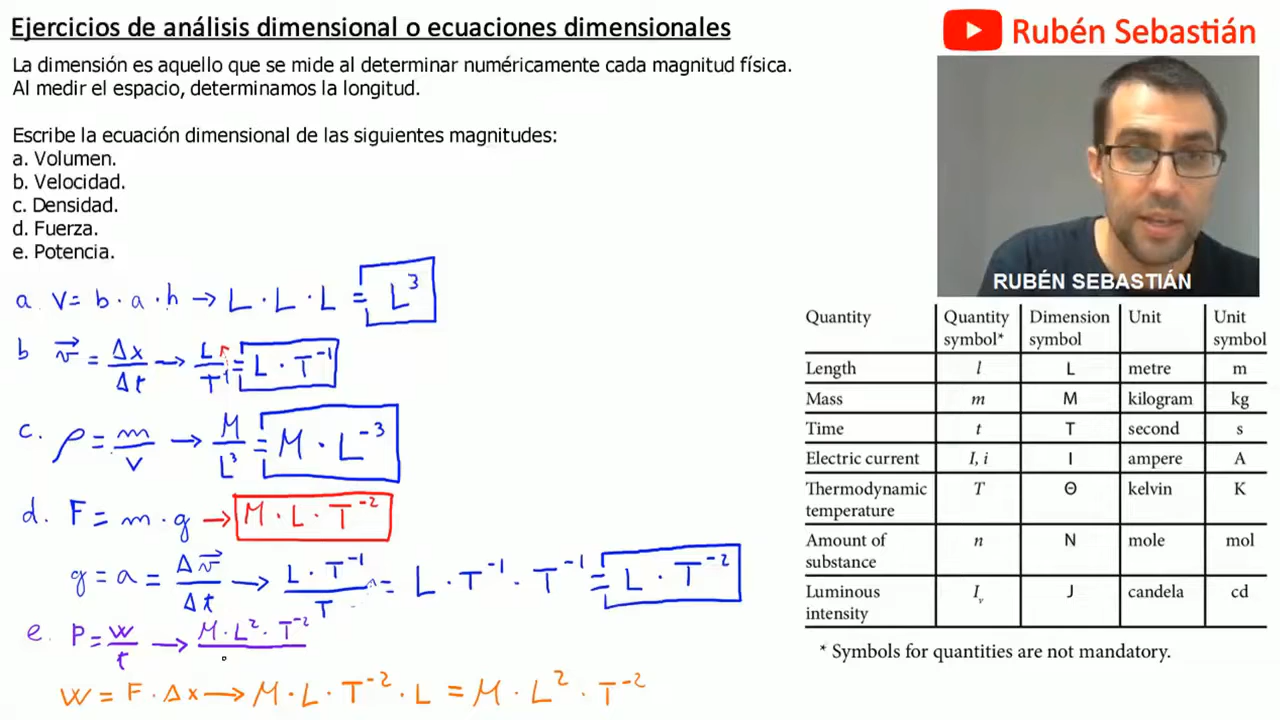 Ejercicios de análisis dimensional o ecuaciones dimensionales
La dimensión es aquello que se mide al determinar numéricamente cada magnitud física.
Al medir el espacio, determinamos la longitud.
Escribe la ecuación dimensional de las siguientes magnitudes:
a. Volumen.
b. Velocidad.
c. Densidad.
d. Fuerza.
e. Potencia.
a V = b · a · h → L · L · L = L³
b v⃗ = Δx/Δt → L/T¹ = L · T⁻¹
c. ρ = m/V → M/L³ = M · L⁻³
d. F = m · g → M · L · T⁻²
g = a = Δv⃗/Δt → L · T⁻¹/T = L · T⁻¹ · T⁻¹ = L · T⁻²
e. P = W/t → M · L² · T⁻²
W = F · Δx → M · L · T⁻² · L = M · L² · T⁻²
Rubén Sebastián
RUBÉN SEBASTIÁN
Quantity Quantity symbol* Dimension symbol Unit Unit symbol
Length l L metre m
Mass m M kilogram kg
Time t T second s
Electric current I, i I ampere A
Thermodynamic temperature T Θ kelvin K
Amount of substance n N mole mol
Luminous intensity Iᵥ J candela cd
* Symbols for quantities are not mandatory.